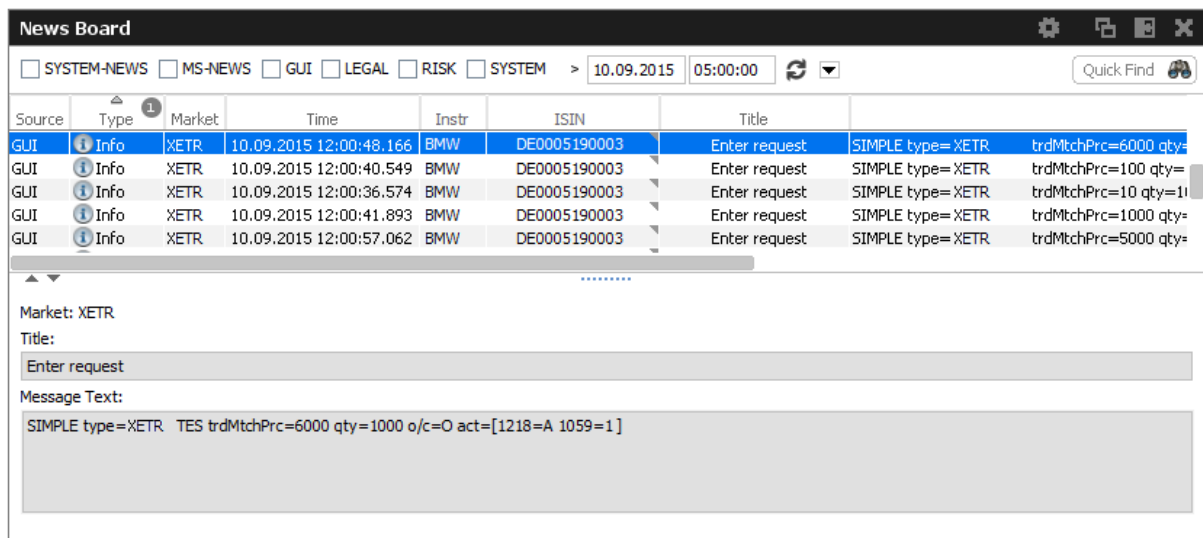 News Board
SYSTEM-NEWS MS-NEWS GUI LEGAL RISK SYSTEM > 10.09.2015 05:00:00 Quick Find
Source Type 1 Market Time Instr ISIN Title
GUI Info XETR 10.09.2015 12:00:48.166 BMW DE0005190003 Enter request SIMPLE type=XETR trdMtchPrc=6000 qty=
GUI Info XETR 10.09.2015 12:00:40.549 BMW DE0005190003 Enter request SIMPLE type=XETR trdMtchPrc=100 qty=
GUI Info XETR 10.09.2015 12:00:36.574 BMW DE0005190003 Enter request SIMPLE type=XETR trdMtchPrc=10 qty=1
GUI Info XETR 10.09.2015 12:00:41.893 BMW DE0005190003 Enter request SIMPLE type=XETR trdMtchPrc=1000 qty=
GUI Info XETR 10.09.2015 12:00:57.062 BMW DE0005190003 Enter request SIMPLE type=XETR trdMtchPrc=5000 qty=
Market: XETR
Title:
Enter request
Message Text:
SIMPLE type=XETR TES trdMtchPrc=6000 qty=1000 o/c=O act=[1218=A 1059=1]